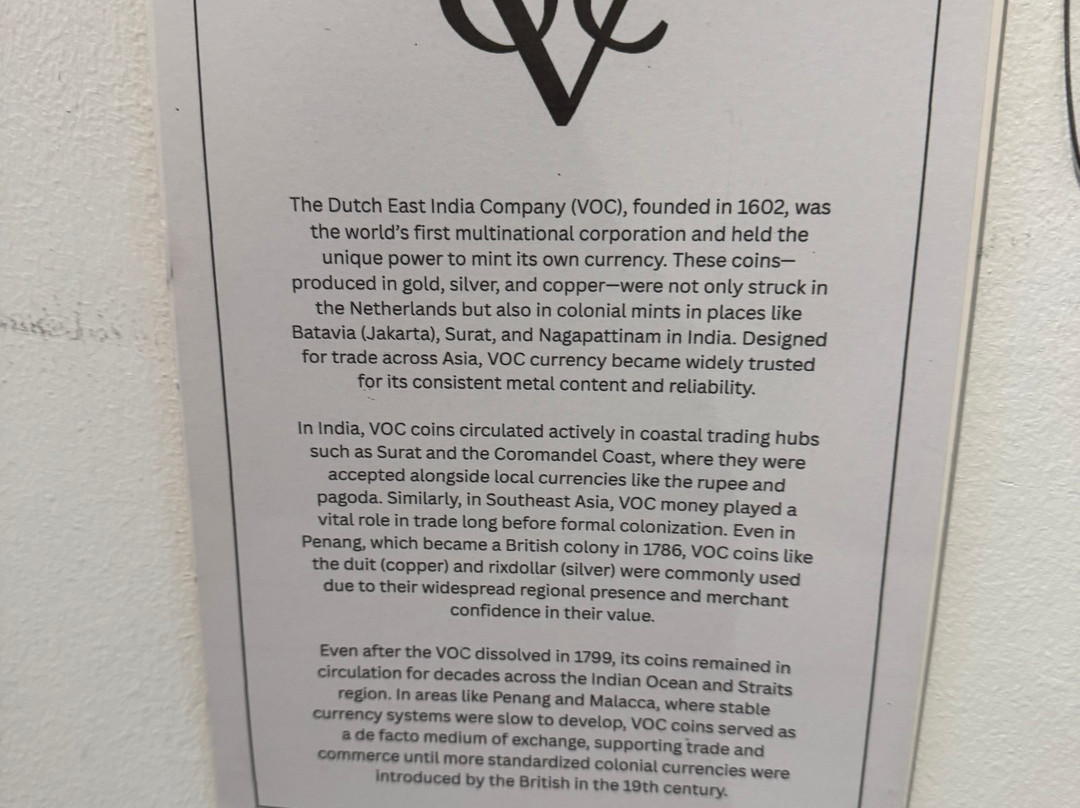 VOC
The Dutch East India Company (VOC), founded in 1602, was
the world's first multinational corporation and held the
unique power to mint its own currency. These coins—
produced in gold, silver, and copper—were not only struck in
the Netherlands but also in colonial mints in places like
Batavia (Jakarta), Surat, and Nagapattinam in India. Designed
for trade across Asia, VOC currency became widely trusted
for its consistent metal content and reliability.
In India, VOC coins circulated actively in coastal trading hubs
such as Surat and the Coromandel Coast, where they were
accepted alongside local currencies like the rupee and
pagoda. Similarly, in Southeast Asia, VOC money played a
vital role in trade long before formal colonization. Even in
Penang, which became a British colony in 1786, VOC coins like
the duit (copper) and rixdollar (silver) were commonly used
due to their widespread regional presence and merchant
confidence in their value.
Even after the VOC dissolved in 1799, its coins remained in
circulation for decades across the Indian Ocean and Straits
region. In areas like Penang and Malacca, where stable
currency systems were slow to develop, VOC coins served as
a de facto medium of exchange, supporting trade and
commerce until more standardized colonial currencies were
introduced by the British in the 19th century.